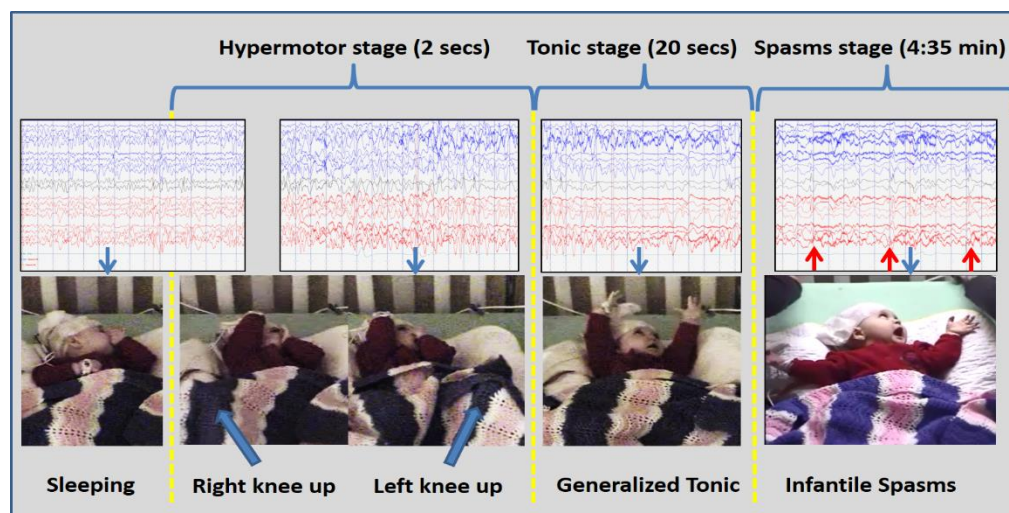 Hypermotor stage (2 secs)
Tonic stage (20 secs)
Spasms stage (4:35 min)
Sleeping
Right knee up
Left knee up
Generalized Tonic
Infantile Spasms